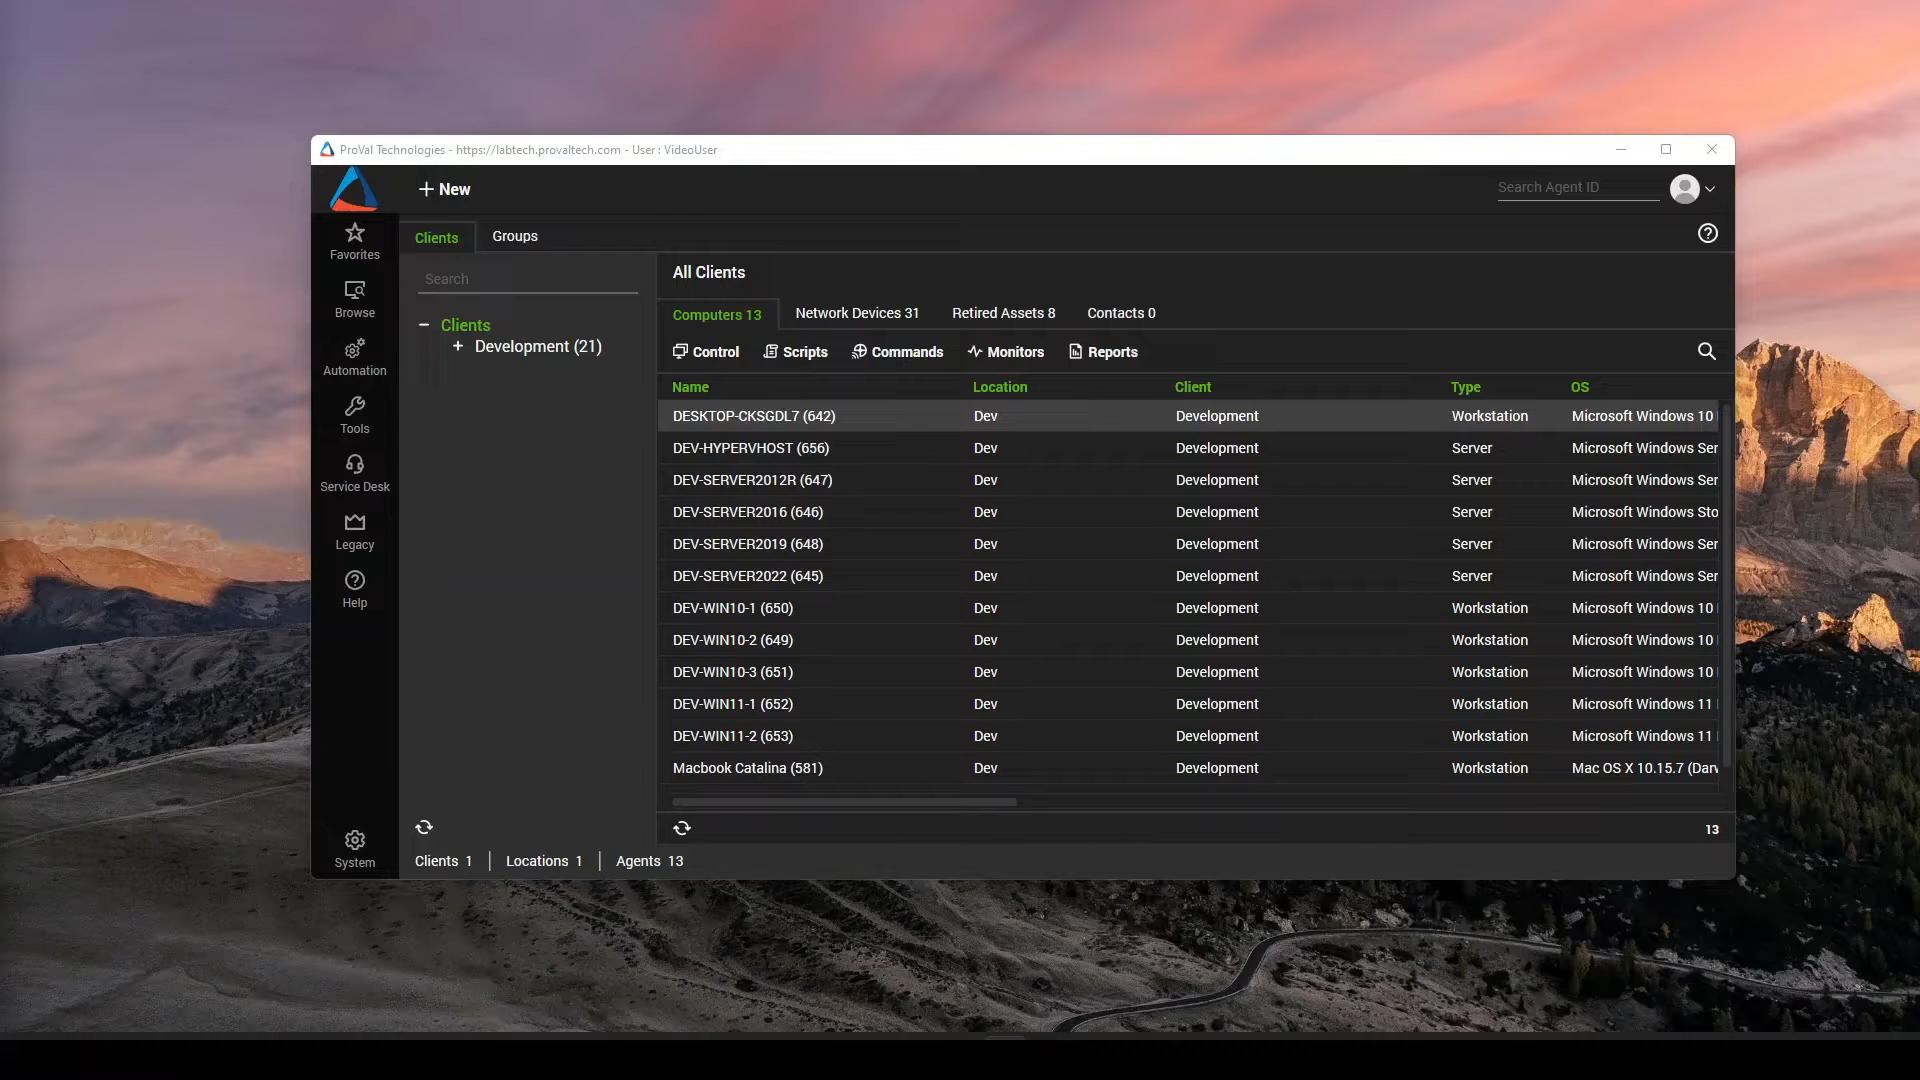 ProVal Technologies - https://labtech.provaltech.com - User: VideoUser
New
Search Agent ID
Favorites
Browse
Automation
Tools
Service Desk
Legacy
Help
System
Clients Groups
Search
Clients
Development (21)
All Clients
Computers 13 Network Devices 31 Retired Assets 8 Contacts 0
Control Scripts Commands Monitors Reports
Name Location Client Type OS
DESKTOP-CKSGDL7 (642) Dev Development Workstation Microsoft Windows 10
DEV-HYPERVHOST (656) Dev Development Server Microsoft Windows Ser
DEV-SERVER2012R (647) Dev Development Server Microsoft Windows Ser
DEV-SERVER2016 (646) Dev Development Server Microsoft Windows Sto
DEV-SERVER2019 (648) Dev Development Server Microsoft Windows Ser
DEV-SERVER2022 (645) Dev Development Server Microsoft Windows Ser
DEV-WIN10-1 (650) Dev Development Workstation Microsoft Windows 10
DEV-WIN10-2 (649) Dev Development Workstation Microsoft Windows 10
DEV-WIN10-3 (651) Dev Development Workstation Microsoft Windows 10
DEV-WIN11-1 (652) Dev Development Workstation Microsoft Windows 11
DEV-WIN11-2 (653) Dev Development Workstation Microsoft Windows 11
Macbook Catalina (581) Dev Development Workstation Mac OS X 10.15.7 (Darw
13
Clients 1 Locations 1 Agents 13